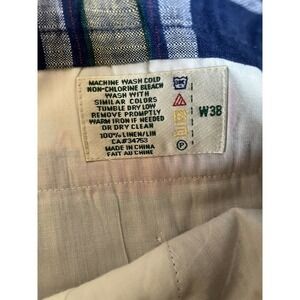 MACHINE WASH COLD
NON-CHLORINE BLEACH
WASH WITH
SIMILAR COLORS
TUMBLE DRY LOW
REMOVE PROMPTLY
WARM IRON IF NEEDED
OR DRY CLEAN
100% LINEN/LIN
CA#34753
MADE IN CHINA
FAIT AU CHINE
P
W38